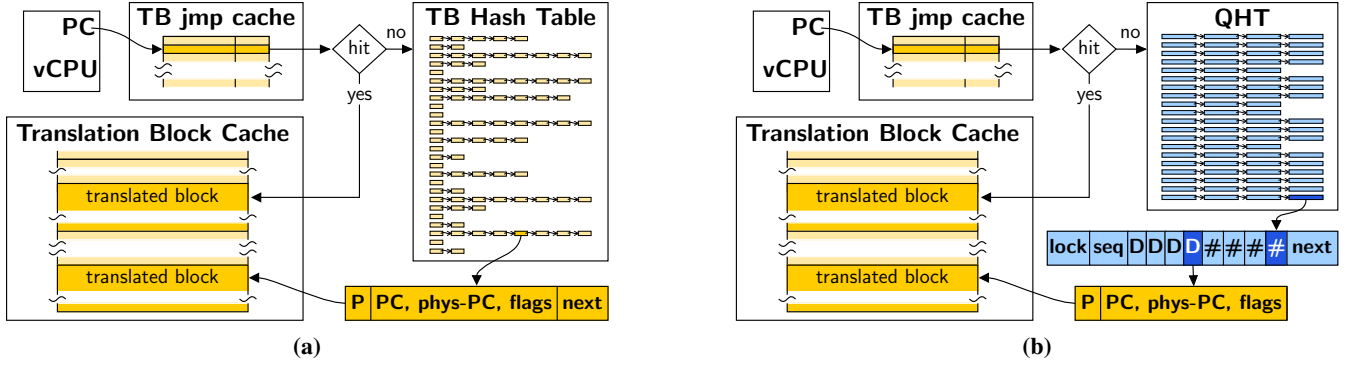 PC
vCPU
TB jmp cache
hit
no
yes
TB Hash Table
Translation Block Cache
translated block
translated block
P PC, phys-PC, flags next
(a)
PC
vCPU
TB jmp cache
hit
no
yes
QHT
Translation Block Cache
translated block
translated block
lock seq D D D D # # # # next
P PC, phys-PC, flags
(b)